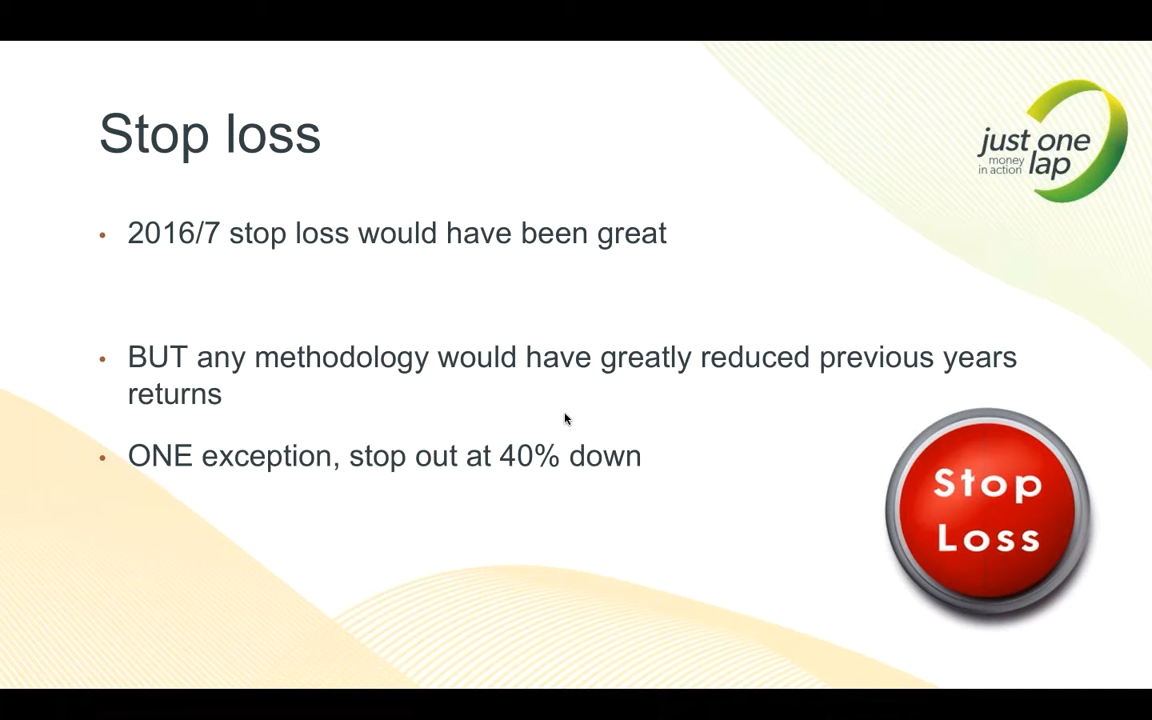 Stop loss
just one
money
in action lap
• 2016/7 stop loss would have been great
• BUT any methodology would have greatly reduced previous years
returns
• ONE exception, stop out at 40% down
Stop
Loss